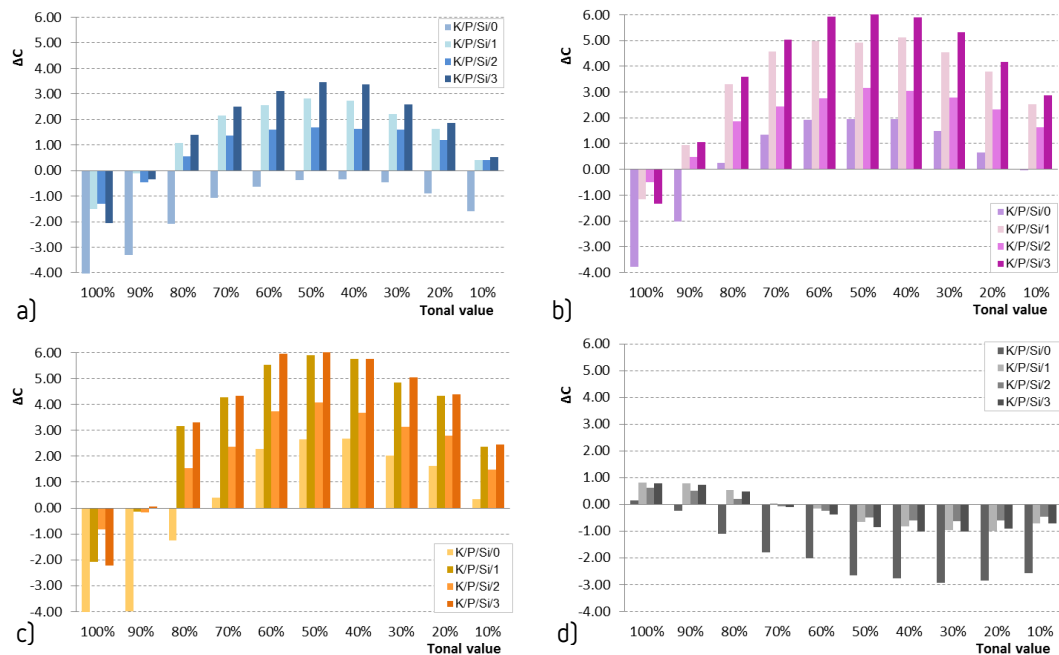 6.00
5.00
4.00
3.00
2.00
1.00
0.00
-1.00
-2.00
-3.00
-4.00
ΔC
K/P/Si/0
K/P/Si/1
K/P/Si/2
K/P/Si/3
100% 90% 80% 70% 60% 50% 40% 30% 20% 10%
Tonal value
a)
6.00
5.00
4.00
3.00
2.00
1.00
0.00
-1.00
-2.00
-3.00
-4.00
ΔC
K/P/Si/0
K/P/Si/1
K/P/Si/2
K/P/Si/3
100% 90% 80% 70% 60% 50% 40% 30% 20% 10%
Tonal value
b)
6.00
5.00
4.00
3.00
2.00
1.00
0.00
-1.00
-2.00
-3.00
-4.00
ΔC
K/P/Si/0
K/P/Si/1
K/P/Si/2
K/P/Si/3
100% 90% 80% 70% 60% 50% 40% 30% 20% 10%
Tonal value
c)
6.00
5.00
4.00
3.00
2.00
1.00
0.00
-1.00
-2.00
-3.00
-4.00
ΔC
K/P/Si/0
K/P/Si/1
K/P/Si/2
K/P/Si/3
100% 90% 80% 70% 60% 50% 40% 30% 20% 10%
Tonal value
d)